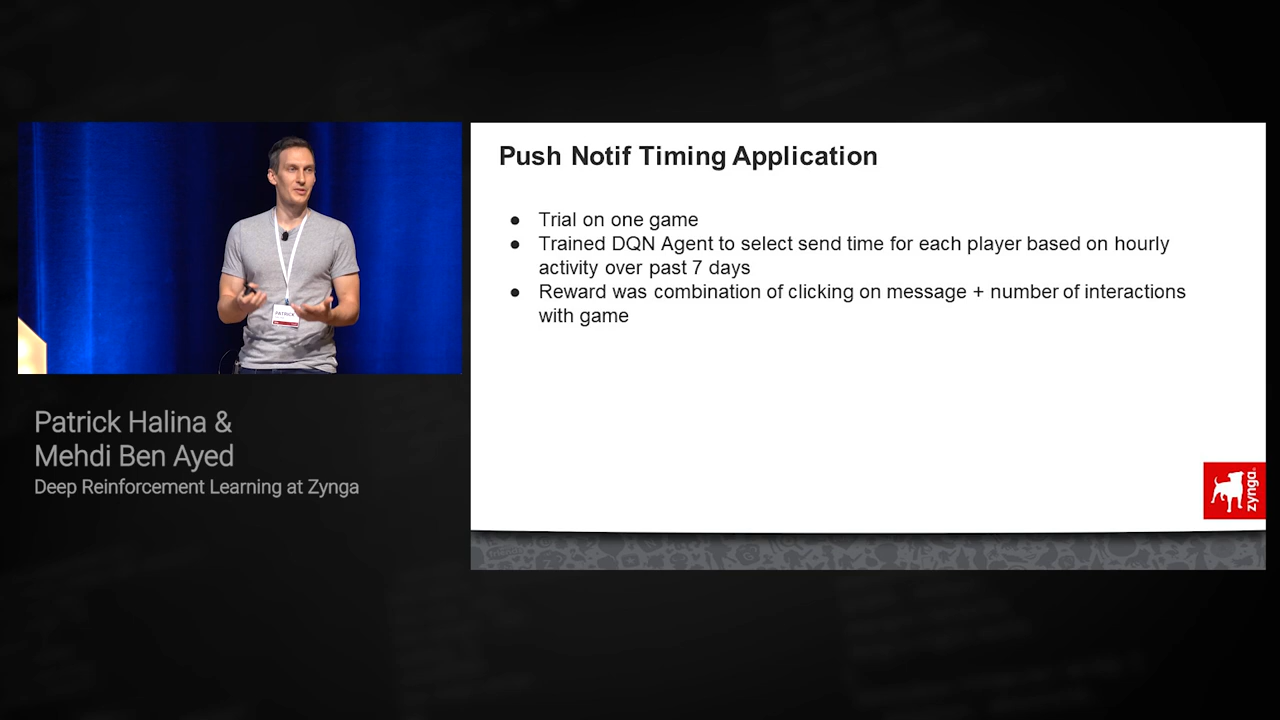 Push Notif Timing Application
● Trial on one game
● Trained DQN Agent to select send time for each player based on hourly
activity over past 7 days
● Reward was combination of clicking on message + number of interactions
with game
PATRICK
Patrick Halina &
Mehdi Ben Ayed
Deep Reinforcement Learning at Zynga
zynga